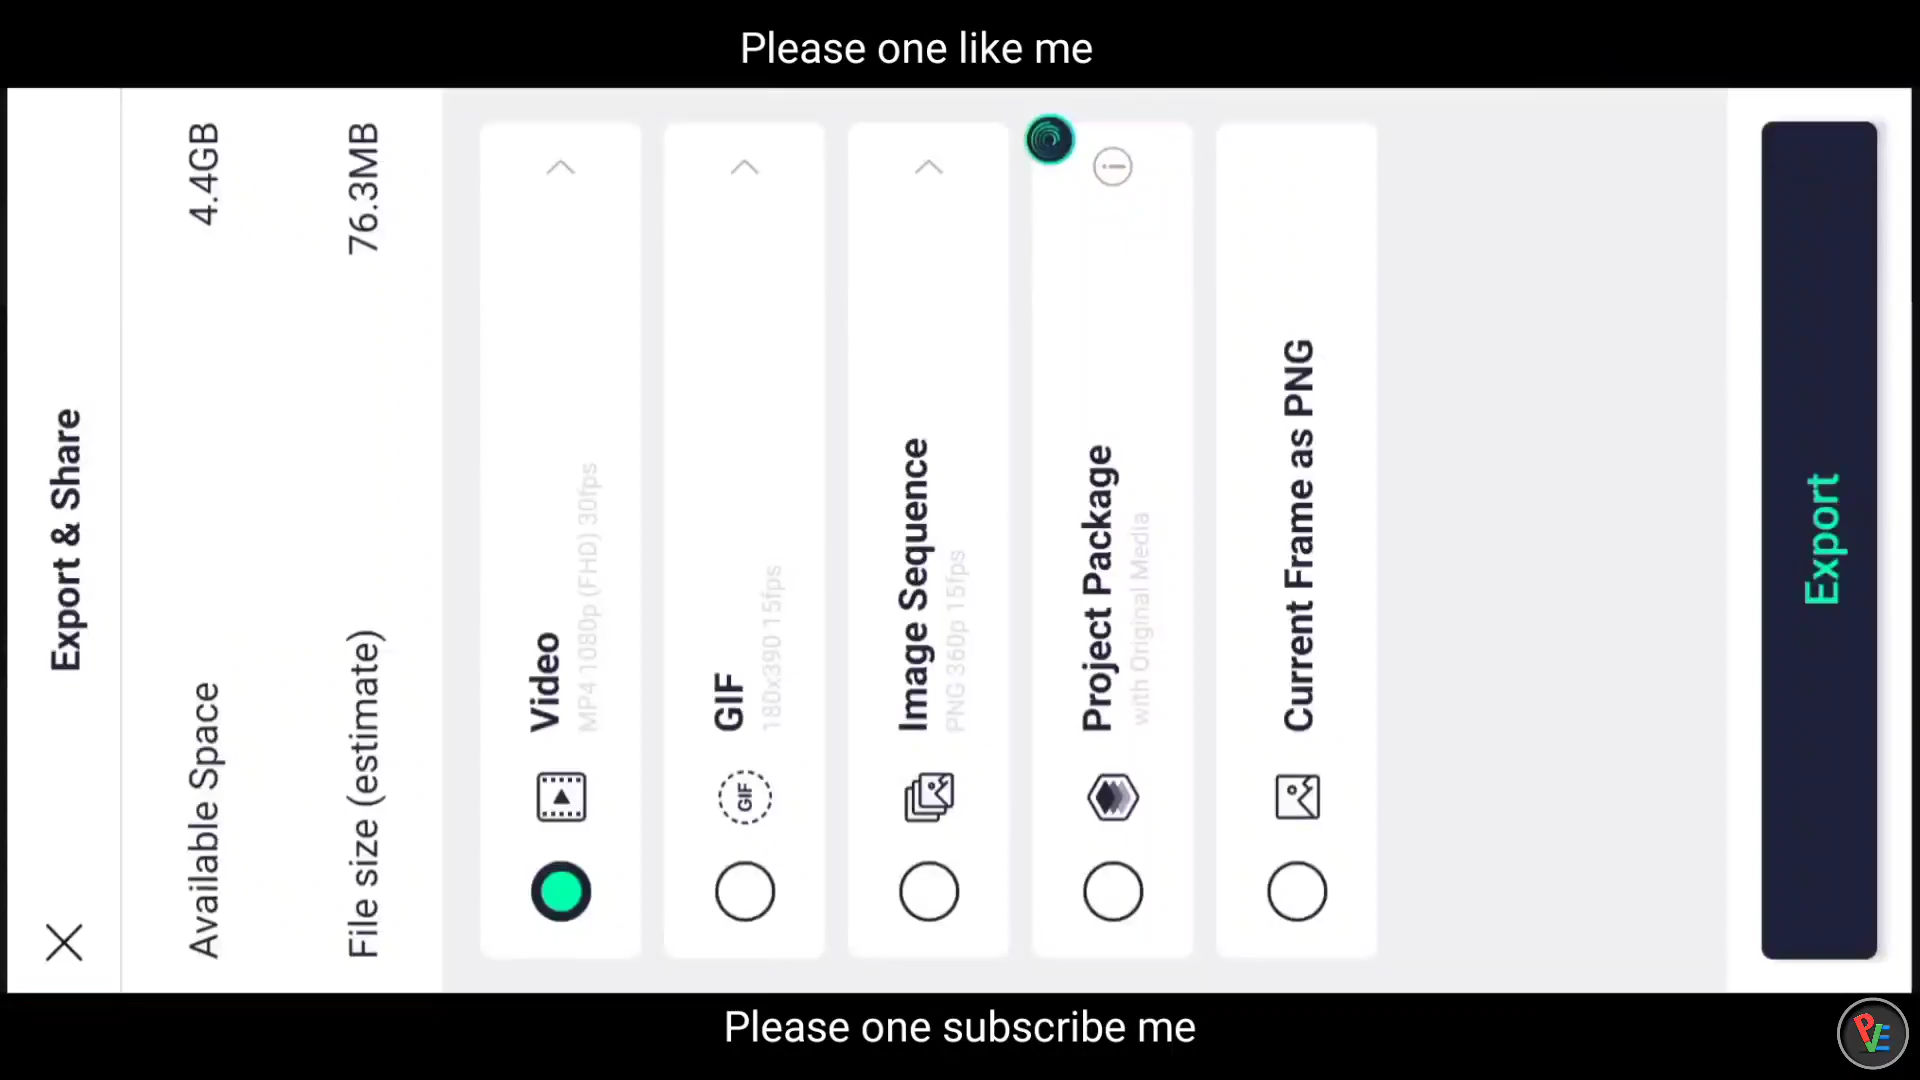 Please one like me
Export & Share
Available Space 4.4GB
File size (estimate) 76.3MB
Video
MP4 1080p (FHD) 30fps
GIF
GIF
180x390 15fps
Image Sequence
PNG 360p 15fps
Project Package
with Original Media
Current Frame as PNG
Export
Please one subscribe me
PVE